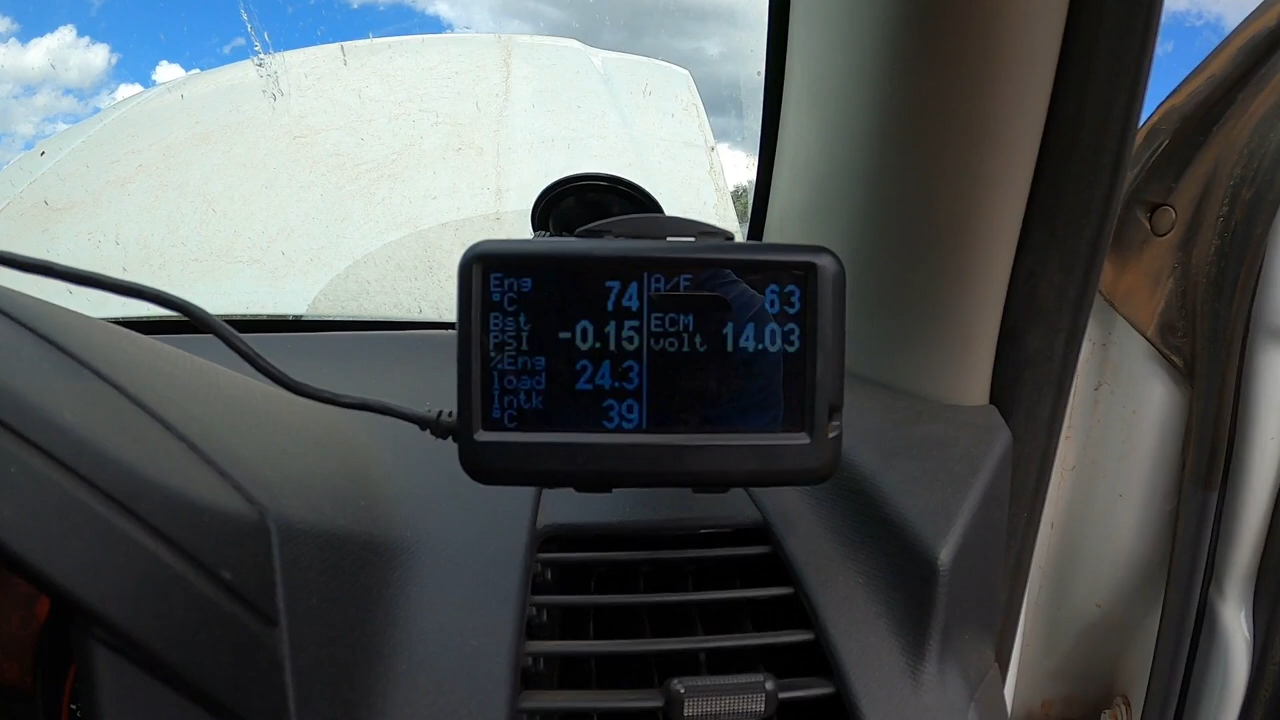 Eng °C 74
Bst PSI -0.15
%Eng load 24.3
Intk °C 39
A/F 63
ECM volt 14.03